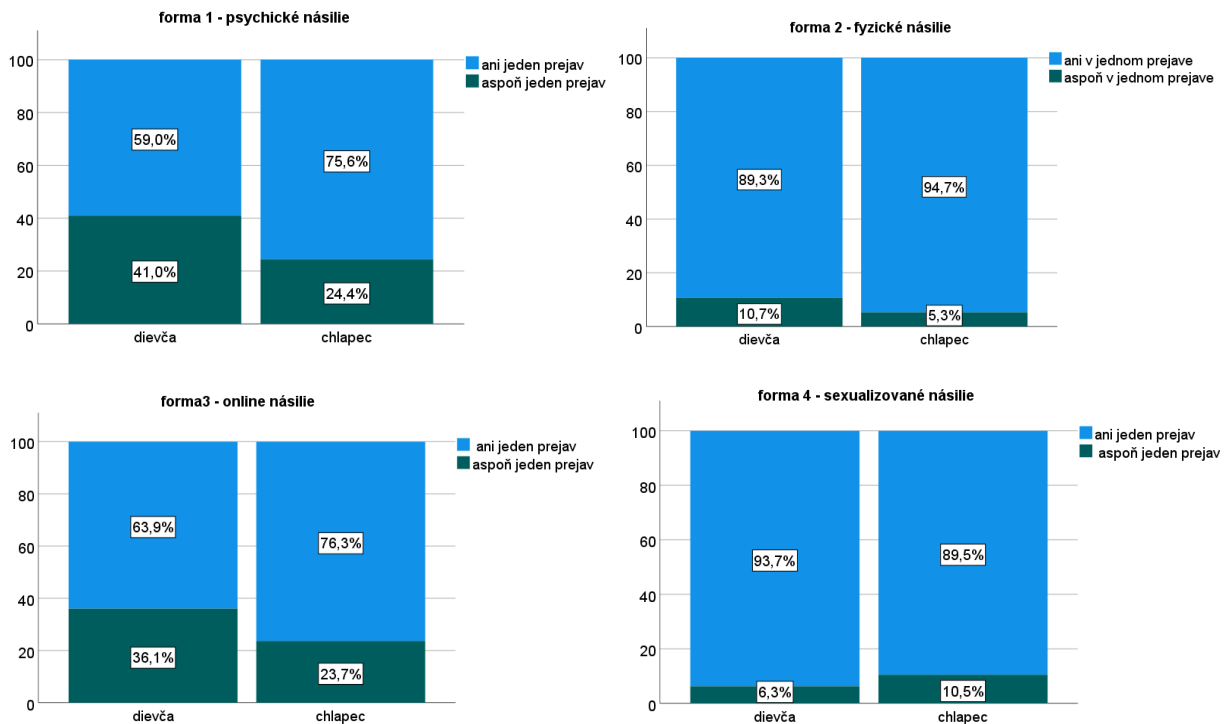 forma 1 - psychické násilie
100
80
60
40
20
0
59,0%
75,6%
41,0%
24,4%
dievča
chlapec
ani jeden prejav
aspoň jeden prejav
forma 2 - fyzické násilie
100
80
60
40
20
0
89,3%
94,7%
10,7%
5,3%
dievča
chlapec
ani v jednom prejave
aspoň v jednom prejave
forma3 - online násilie
100
80
60
40
20
0
63,9%
76,3%
36,1%
23,7%
dievča
chlapec
ani jeden prejav
aspoň jeden prejav
forma 4 - sexualizované násilie
100
80
60
40
20
0
93,7%
89,5%
6,3%
10,5%
dievča
chlapec
ani jeden prejav
aspoň jeden prejav